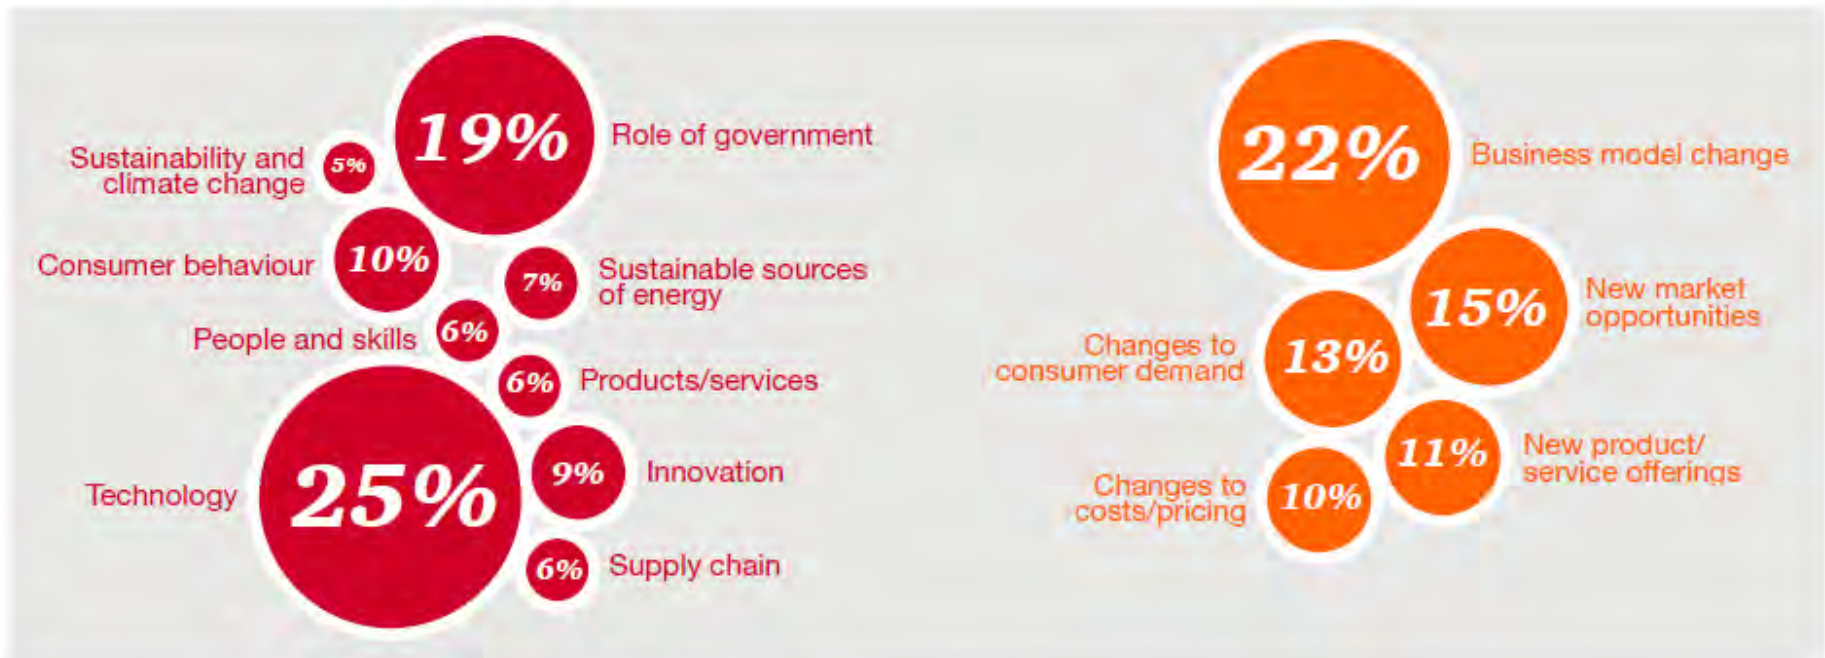 19%
Role of government
Sustainability and
climate change
5%
Consumer behaviour
10%
7%
Sustainable sources
of energy
People and skills
6%
6%
Products/services
Technology
25%
9%
Innovation
6%
Supply chain
22%
Business model change
15%
New market
opportunities
Changes to
consumer demand
13%
11%
New product/
service offerings
Changes to
costs/pricing
10%